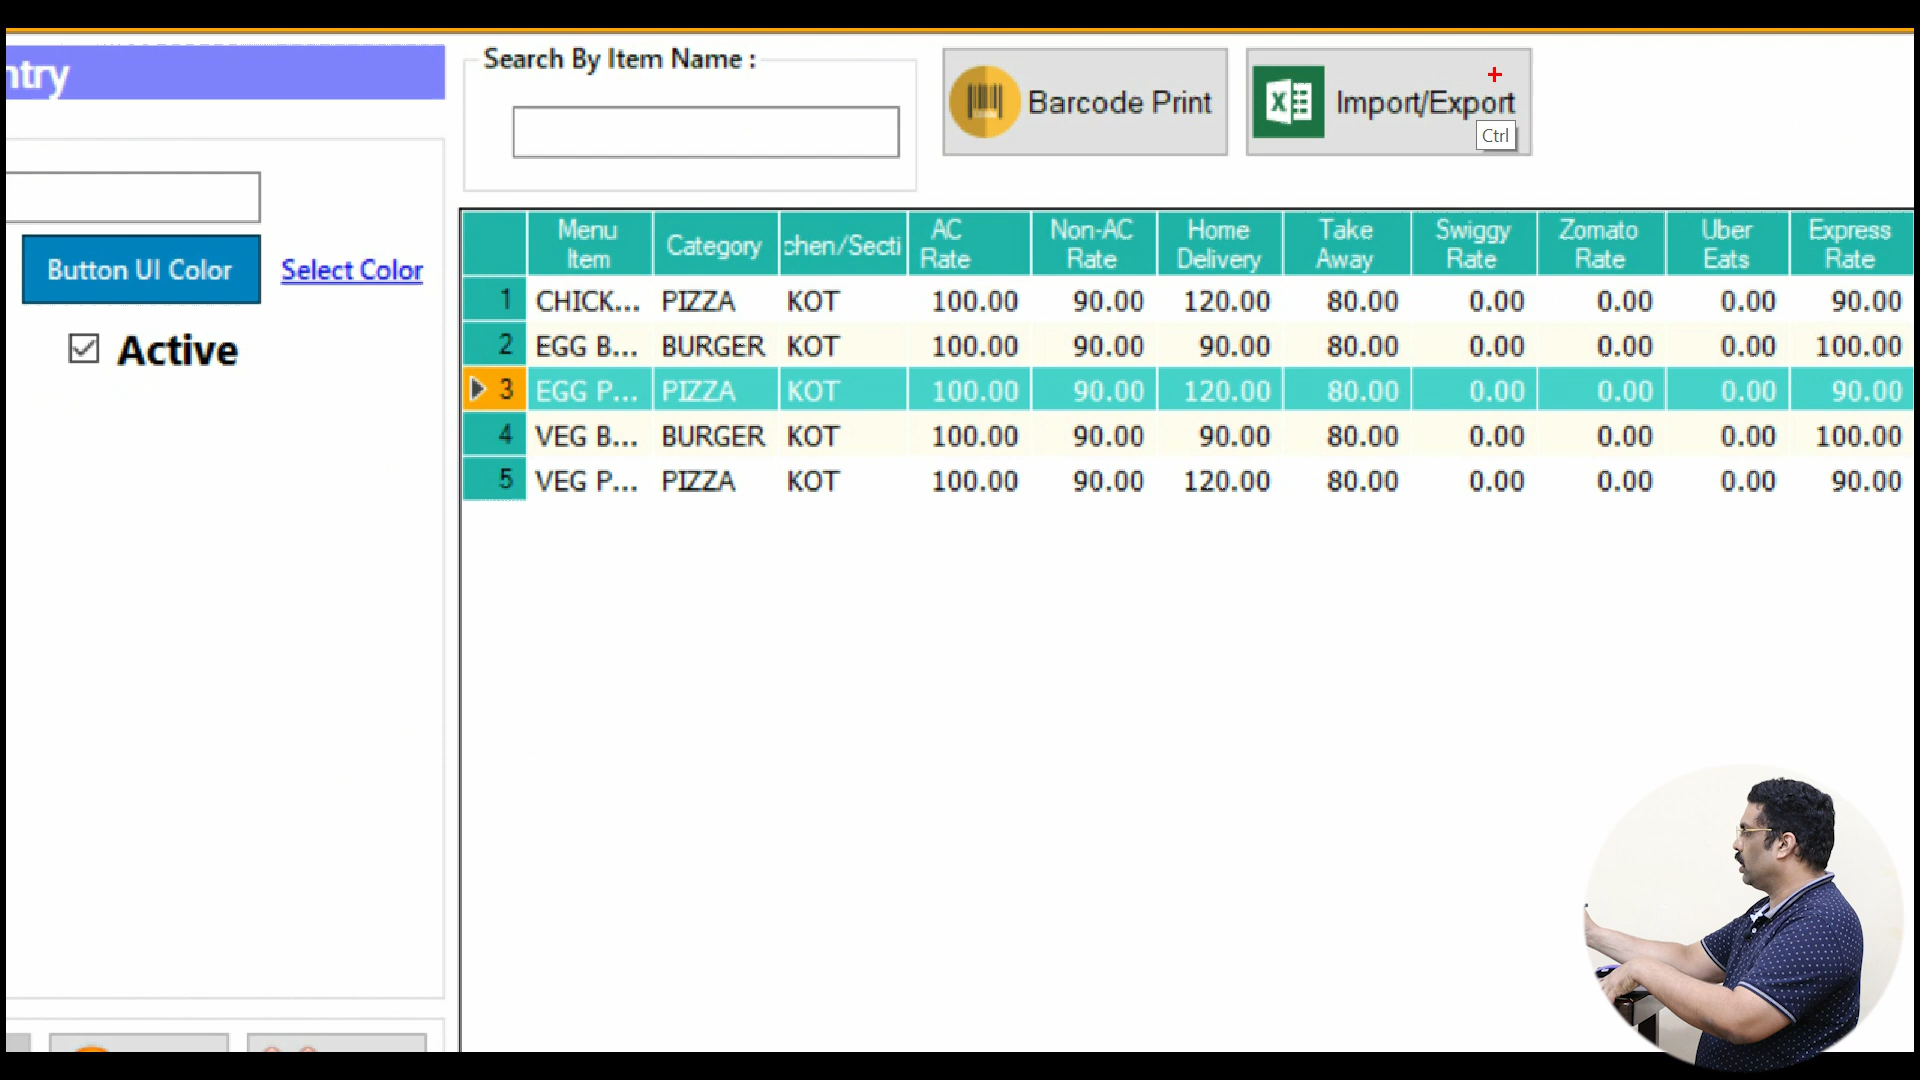 ntry
Search By Item Name :
Barcode Print
Import/Export
Ctrl
Button UI Color
Select Color
Active
Menu Item Category chen/Secti AC Rate Non-AC Rate Home Delivery Take Away Swiggy Rate Zomato Rate Uber Eats Express Rate
1 CHICK... PIZZA KOT 100.00 90.00 120.00 80.00 0.00 0.00 0.00 90.00
2 EGG B... BURGER KOT 100.00 90.00 90.00 80.00 0.00 0.00 0.00 100.00
3 EGG P... PIZZA KOT 100.00 90.00 120.00 80.00 0.00 0.00 0.00 90.00
4 VEG B... BURGER KOT 100.00 90.00 90.00 80.00 0.00 0.00 0.00 100.00
5 VEG P... PIZZA KOT 100.00 90.00 120.00 80.00 0.00 0.00 0.00 90.00